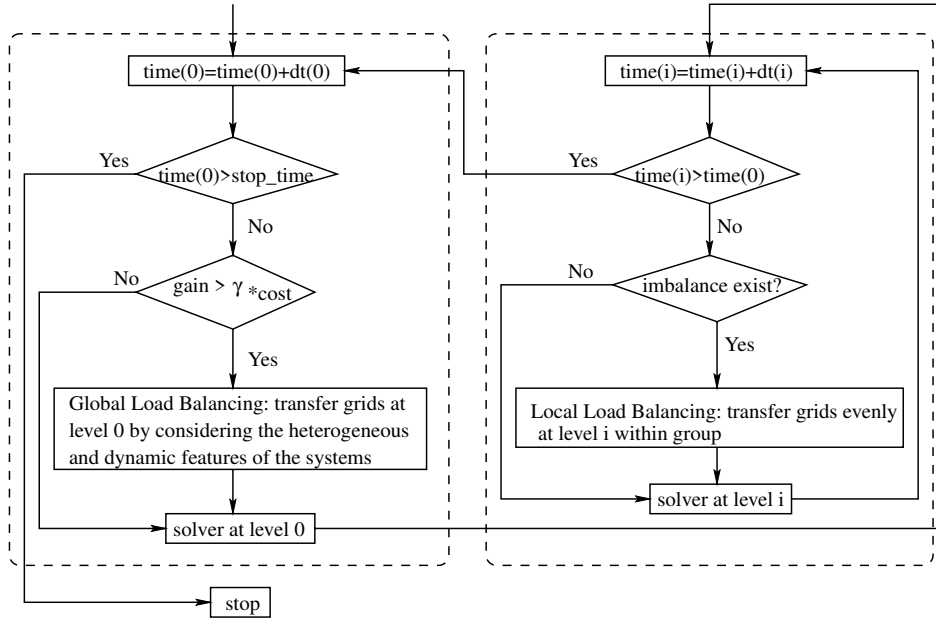 time(0)=time(0)+dt(0)
Yes
time(0)>stop_time
No
No
gain > γ *cost
Yes
Global Load Balancing: transfer grids at
level 0 by considering the heterogeneous
and dynamic features of the systems
solver at level 0
stop
time(i)=time(i)+dt(i)
Yes
time(i)>time(0)
No
No
imbalance exist?
Yes
Local Load Balancing: transfer grids evenly
at level i within group
solver at level i